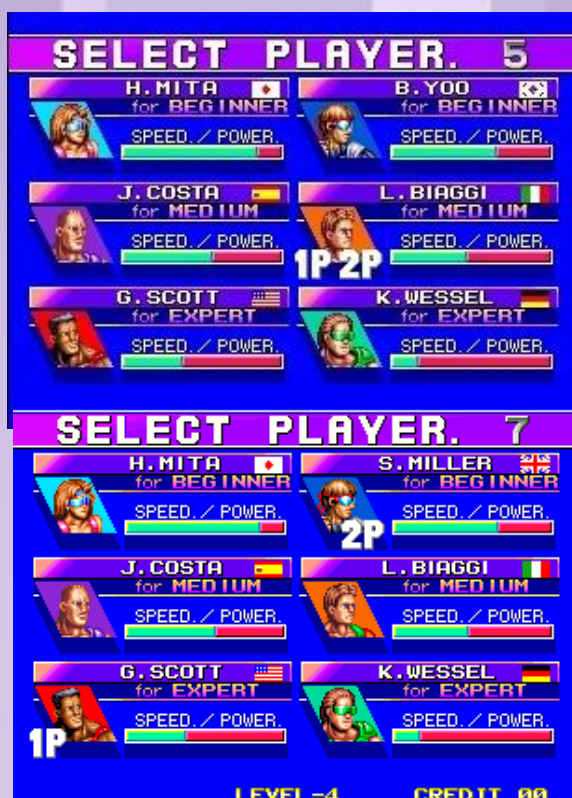 SELECT PLAYER. 5
H.MITA B.YOO
for BEGINNER for BEGINNER
SPEED./POWER. SPEED./POWER.
J.COSTA L.BIAGGI
for MEDIUM for MEDIUM
SPEED./POWER. SPEED./POWER.
1P 2P
G.SCOTT K.WESSEL
for EXPERT for EXPERT
SPEED./POWER. SPEED./POWER.
SELECT PLAYER. 7
H.MITA S.MILLER
for BEGINNER for BEGINNER
SPEED./POWER. SPEED./POWER.
2P
J.COSTA L.BIAGGI
for MEDIUM for MEDIUM
SPEED./POWER. SPEED./POWER.
G.SCOTT K.WESSEL
for EXPERT for EXPERT
SPEED./POWER. SPEED./POWER.
1P
LEVEL-4 CREDIT 00